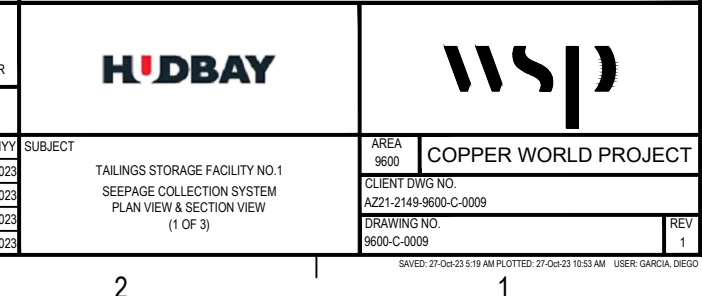 R
HUDBAY
wsp
YY
SUBJECT
023
023
023
023
TAILINGS STORAGE FACILITY NO.1
SEEPAGE COLLECTION SYSTEM
PLAN VIEW & SECTION VIEW
(1 OF 3)
AREA
9600
COPPER WORLD PROJECT
CLIENT DWG NO.
AZ21-2149-9600-C-0009
DRAWING NO.
9600-C-0009
REV
1
SAVED: 27-Oct-23 5:19 AM PLOTTED: 27-Oct-23 10:53 AM USER: GARCIA, DIEGO
2
1